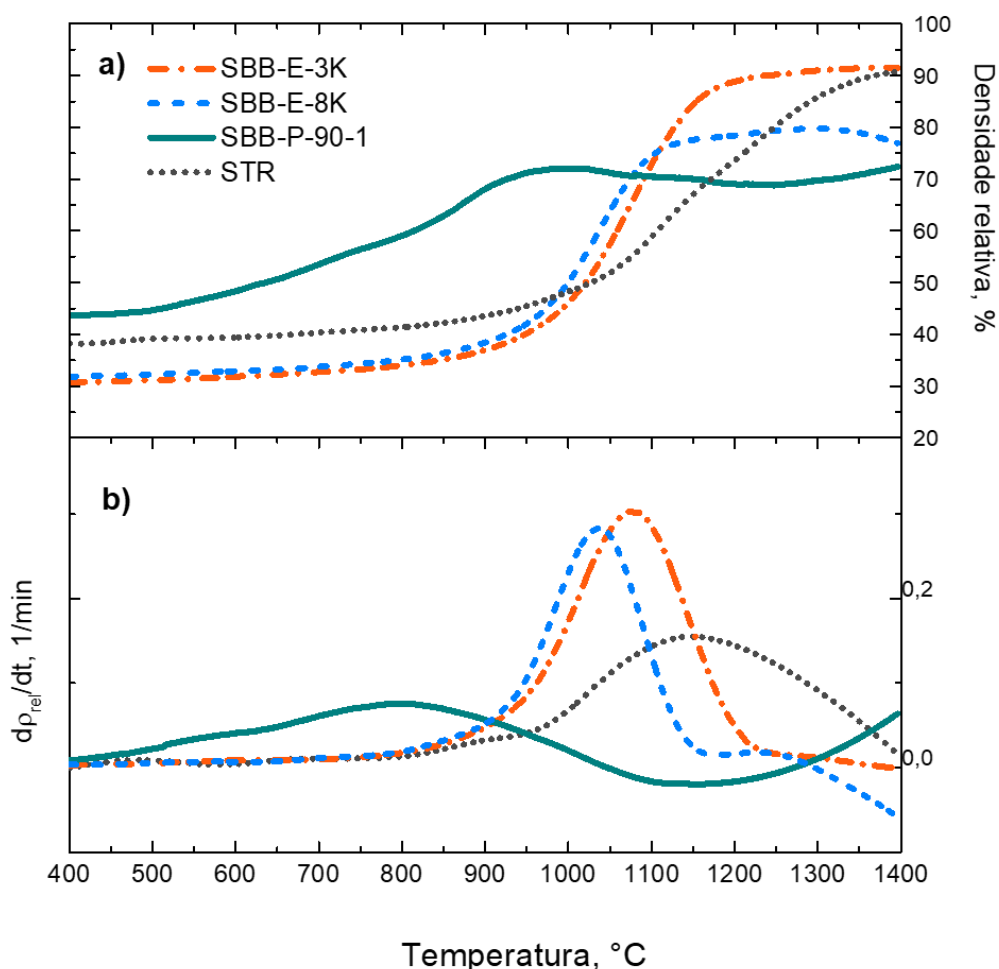 a)
SBB-E-3K
SBB-E-8K
SBB-P-90-1
STR
100
90
80
70
60
50
40
30
20
Densidade relativa, %
b)
0,2
0,0
dρrel/dt, 1/min
400 500 600 700 800 900 1000 1100 1200 1300 1400
Temperatura, °C